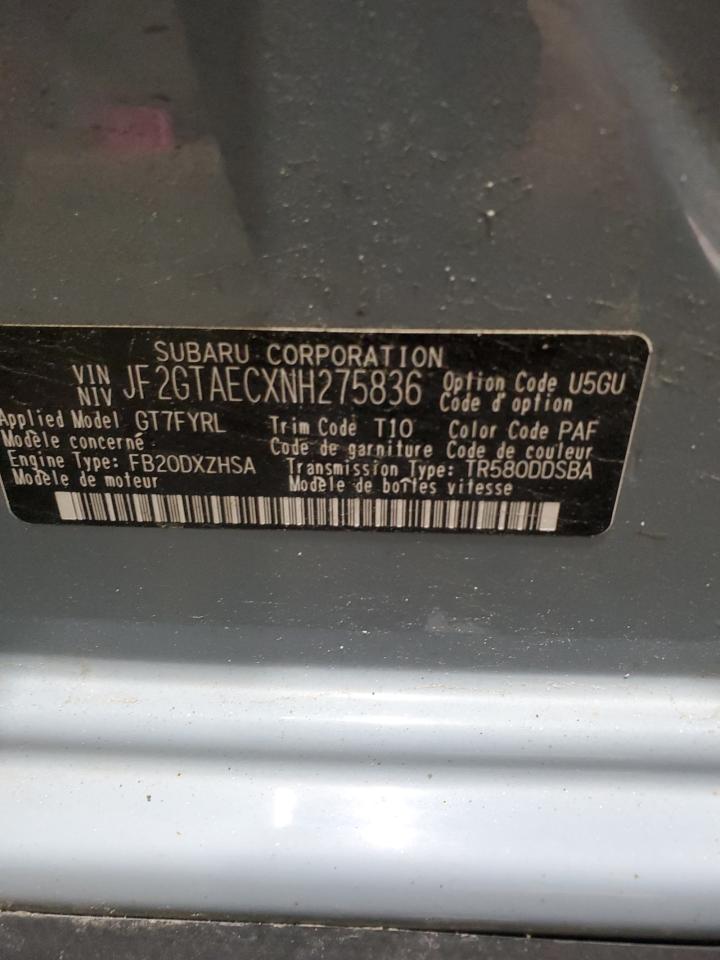 SUBARU CORPORATION
VIN JF2GTAECXNH275836 Option Code U5GU
NIV Code d'option
Applied Model GT7FYRL Trim Code T10 Color Code PAF
Modèle concerné Code de garniture Code de couleur
Engine Type: FB20DXZHSA Transmission Type: TR580DDSBA
Modèle de moteur Modèle de boîtes vitesse